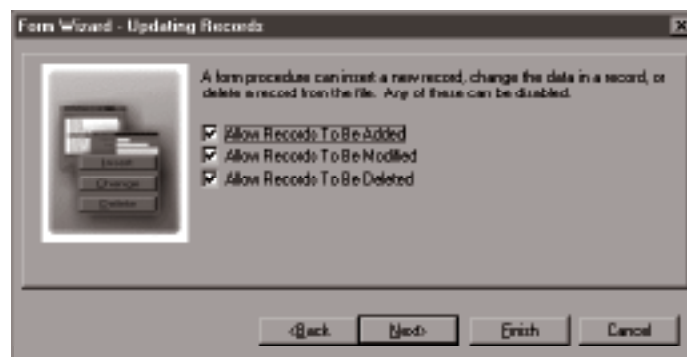 Form Wizard - Updating Records
A form procedure can insert a new record, change the data in a record, or
delete a record from the file. Any of these can be disabled.
Allow Records To Be Added
Allow Records To Be Modified
Allow Records To Be Deleted
Insert
Change
Delete
<Back
Next>
Finish
Cancel